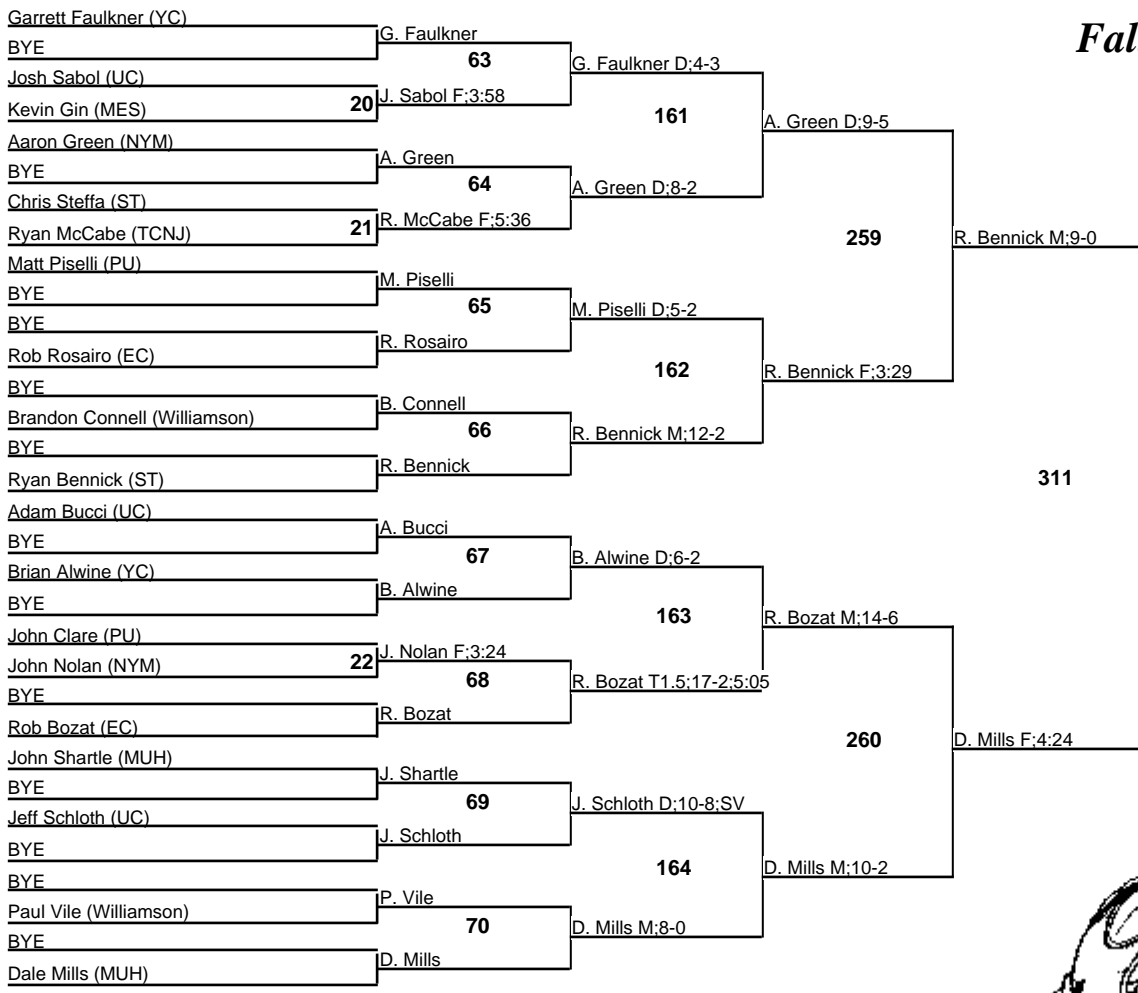 Garrett Faulkner (YC)
BYE
Josh Sabol (UC)
Kevin Gin (MES)
Aaron Green (NYM)
BYE
Chris Steffa (ST)
Ryan McCabe (TCNJ)
Matt Piselli (PU)
BYE
BYE
Rob Rosairo (EC)
BYE
Brandon Connell (Williamson)
BYE
Ryan Bennick (ST)
Adam Bucci (UC)
BYE
Brian Alwine (YC)
BYE
John Clare (PU)
John Nolan (NYM)
BYE
Rob Bozat (EC)
John Shartle (MUH)
BYE
Jeff Schloth (UC)
BYE
BYE
Paul Vile (Williamson)
BYE
Dale Mills (MUH)
20
21
22
G. Faulkner
63
J. Sabol F;3:58
A. Green
64
R. McCabe F;5:36
M. Piselli
65
R. Rosairo
B. Connell
66
R. Bennick
A. Bucci
67
B. Alwine
J. Nolan F;3:24
68
R. Bozat
J. Shartle
69
J. Schloth
P. Vile
70
D. Mills
G. Faulkner D;4-3
161
A. Green D;8-2
M. Piselli D;5-2
162
R. Bennick M;12-2
B. Alwine D;6-2
163
R. Bozat T1.5;17-2;5:05
J. Schloth D;10-8;SV
164
D. Mills M;8-0
A. Green D;9-5
259
R. Bennick F;3:29
R. Bozat M;14-6
260
D. Mills M;10-2
R. Bennick M;9-0
311
D. Mills F;4:24